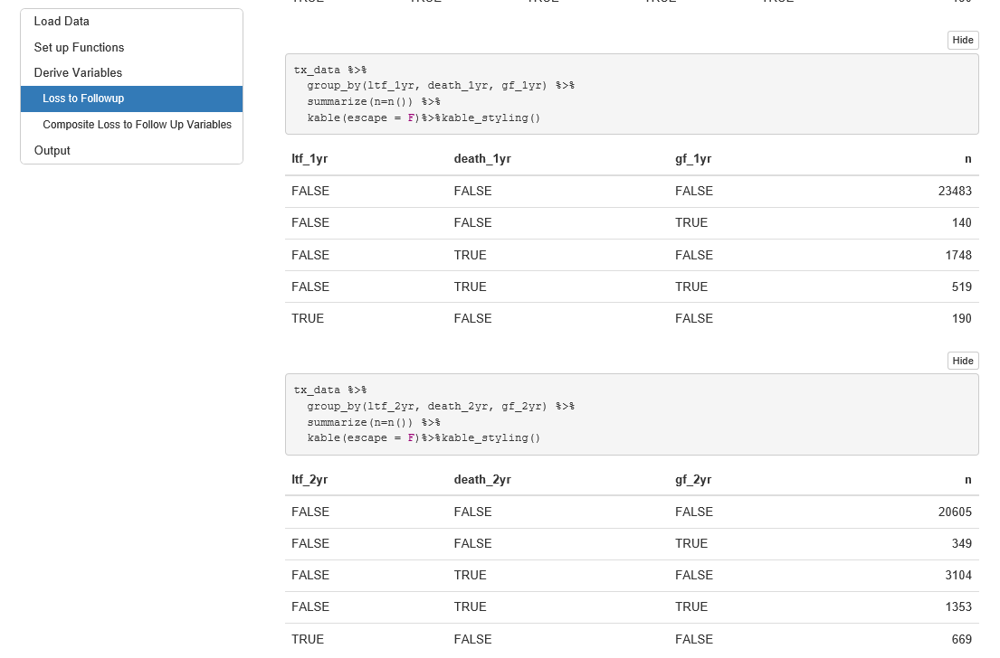 Load Data
Set up Functions
Derive Variables
Loss to Followup
Composite Loss to Follow Up Variables
Output
Hide
tx_data %>%
group_by(ltf_1yr, death_1yr, gf_1yr) %>%
summarize(n=n()) %>%
kable(escape = F)%>%kable_styling()
ltf_1yr death_1yr gf_1yr n
FALSE FALSE FALSE 23483
FALSE FALSE TRUE 140
FALSE TRUE FALSE 1748
FALSE TRUE TRUE 519
TRUE FALSE FALSE 190
Hide
tx_data %>%
group_by(ltf_2yr, death_2yr, gf_2yr) %>%
summarize(n=n()) %>%
kable(escape = F)%>%kable_styling()
ltf_2yr death_2yr gf_2yr n
FALSE FALSE FALSE 20605
FALSE FALSE TRUE 349
FALSE TRUE FALSE 3104
FALSE TRUE TRUE 1353
TRUE FALSE FALSE 669